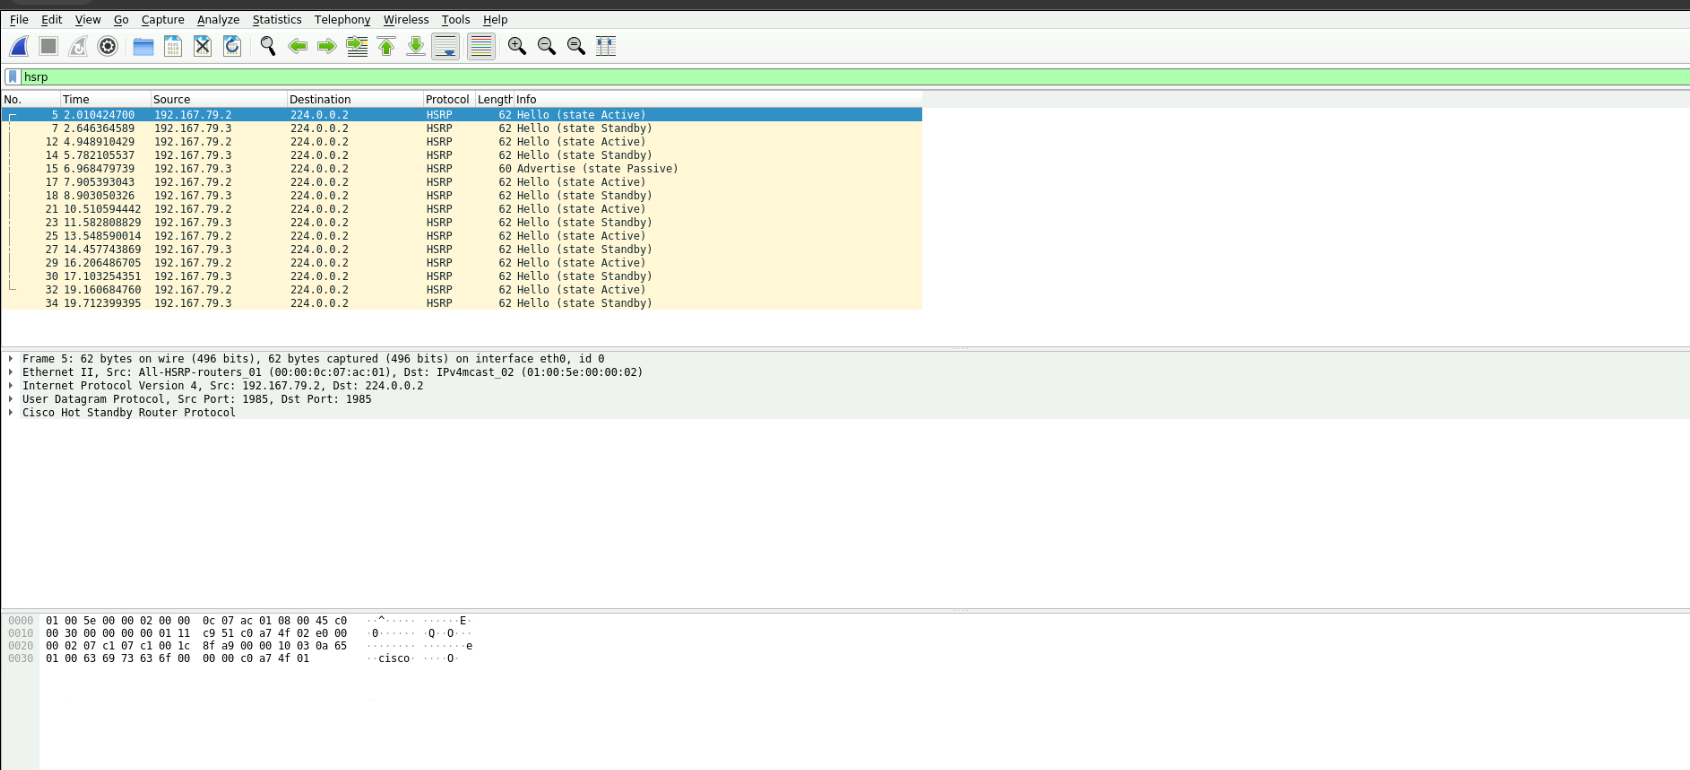 File Edit View Go Capture Analyze Statistics Telephony Wireless Tools Help
hsrp
No. Time Source Destination Protocol Length Info
5 2.010424700 192.167.79.2 224.0.0.2 HSRP 62 Hello (state Active)
7 2.646364589 192.167.79.3 224.0.0.2 HSRP 62 Hello (state Standby)
12 4.948910429 192.167.79.2 224.0.0.2 HSRP 62 Hello (state Active)
14 5.782105537 192.167.79.3 224.0.0.2 HSRP 62 Hello (state Standby)
15 6.968479739 192.167.79.3 224.0.0.2 HSRP 60 Advertise (state Passive)
17 7.905393043 192.167.79.2 224.0.0.2 HSRP 62 Hello (state Active)
18 8.903050326 192.167.79.3 224.0.0.2 HSRP 62 Hello (state Standby)
21 10.510594442 192.167.79.2 224.0.0.2 HSRP 62 Hello (state Active)
23 11.582808829 192.167.79.3 224.0.0.2 HSRP 62 Hello (state Standby)
25 13.548590014 192.167.79.2 224.0.0.2 HSRP 62 Hello (state Active)
27 14.457743869 192.167.79.3 224.0.0.2 HSRP 62 Hello (state Standby)
29 16.206486705 192.167.79.2 224.0.0.2 HSRP 62 Hello (state Active)
30 17.103254351 192.167.79.3 224.0.0.2 HSRP 62 Hello (state Standby)
32 19.160684760 192.167.79.2 224.0.0.2 HSRP 62 Hello (state Active)
34 19.712399395 192.167.79.3 224.0.0.2 HSRP 62 Hello (state Standby)
Frame 5: 62 bytes on wire (496 bits), 62 bytes captured (496 bits) on interface eth0, id 0
Ethernet II, Src: All-HSRP-routers_01 (00:00:0c:07:ac:01), Dst: IPv4mcast_02 (01:00:5e:00:00:02)
Internet Protocol Version 4, Src: 192.167.79.2, Dst: 224.0.0.2
User Datagram Protocol, Src Port: 1985, Dst Port: 1985
Cisco Hot Standby Router Protocol
0000 01 00 5e 00 00 02 00 00 0c 07 ac 01 08 00 45 c0 ··^····· ······E·
0010 00 30 00 00 00 00 01 11 c9 51 c0 a7 4f 02 e0 00 ·0······ ·Q··O···
0020 00 02 07 c1 07 c1 00 1c 8f a9 00 00 10 03 0a 65 ········ ·······e
0030 01 00 63 69 73 63 6f 00 00 00 c0 a7 4f 01 ··cisco· ····O·